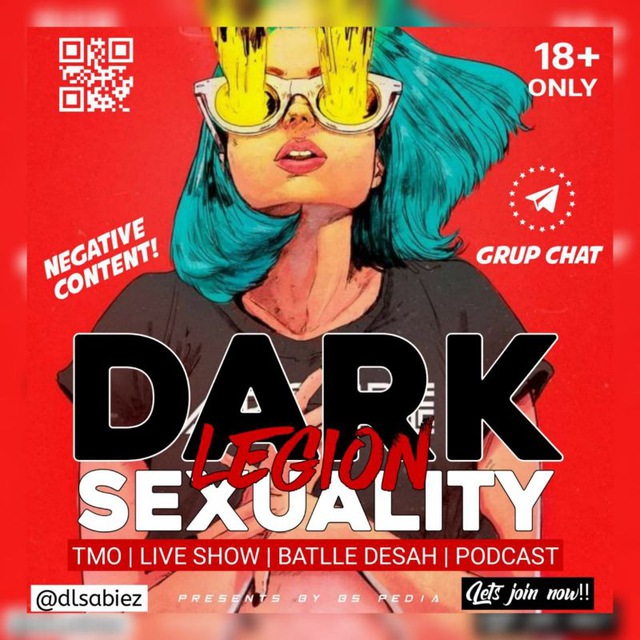 18+
ONLY
NEGATIVE
CONTENT!
GRUP CHAT
DARK
LEGION
SEXUALITY
TMO | LIVE SHOW | BATLLE DESAH | PODCAST
@dlsabiez
PRESENTS BY BS PEDIA
Lets join now!!